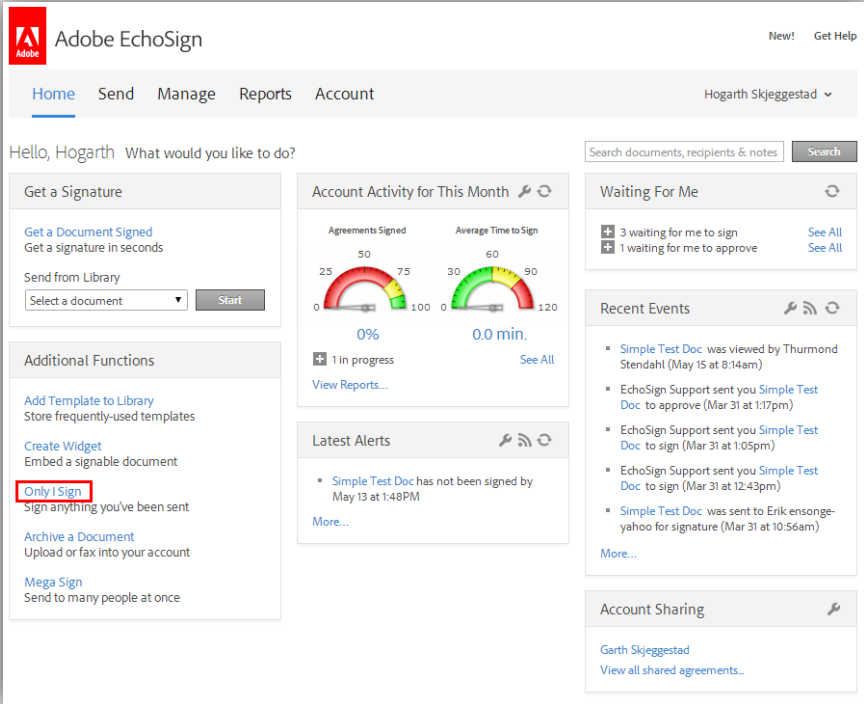 Adobe
Adobe EchoSign
New! Get Help
Home Send Manage Reports Account
Hogarth Skjeggestad
Hello, Hogarth What would you like to do?
Search documents, recipients & notes Search
Get a Signature
Get a Document Signed
Get a signature in seconds
Send from Library
Select a document Start
Additional Functions
Add Template to Library
Store frequently-used templates
Create Widget
Embed a signable document
Only I Sign
Sign anything you've been sent
Archive a Document
Upload or fax into your account
Mega Sign
Send to many people at once
Account Activity for This Month
Agreements Signed Average Time to Sign
50 60
25 75 30 90
0 100 0 120
0% 0.0 min.
1 in progress See All
View Reports...
Latest Alerts
Simple Test Doc has not been signed by
May 13 at 1:48PM
More...
Waiting For Me
3 waiting for me to sign See All
1 waiting for me to approve See All
Recent Events
Simple Test Doc was viewed by Thurmond
Stendahl (May 15 at 8:14am)
EchoSign Support sent you Simple Test
Doc to approve (Mar 31 at 1:17pm)
EchoSign Support sent you Simple Test
Doc to sign (Mar 31 at 1:05pm)
EchoSign Support sent you Simple Test
Doc to sign (Mar 31 at 12:43pm)
Simple Test Doc was sent to Erik ensonge-
yahoo for signature (Mar 31 at 10:56am)
More...
Account Sharing
Garth Skjeggestad
View all shared agreements...